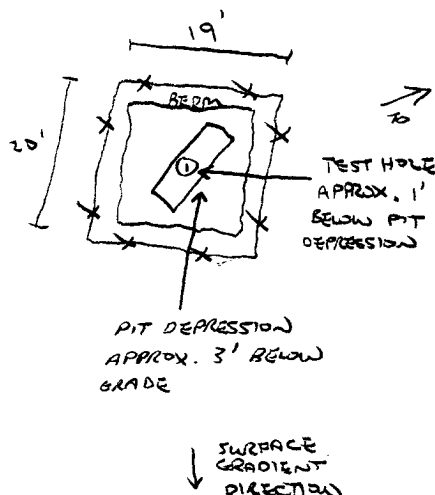 19'
BERM
20'
TO
①
TEST HOLE
APPROX. 1'
BELOW PIT
DEPRESSION
PIT DEPRESSION
APPROX. 3' BELOW
GRADE
SURFACE
GRADIENT
DIRECTION